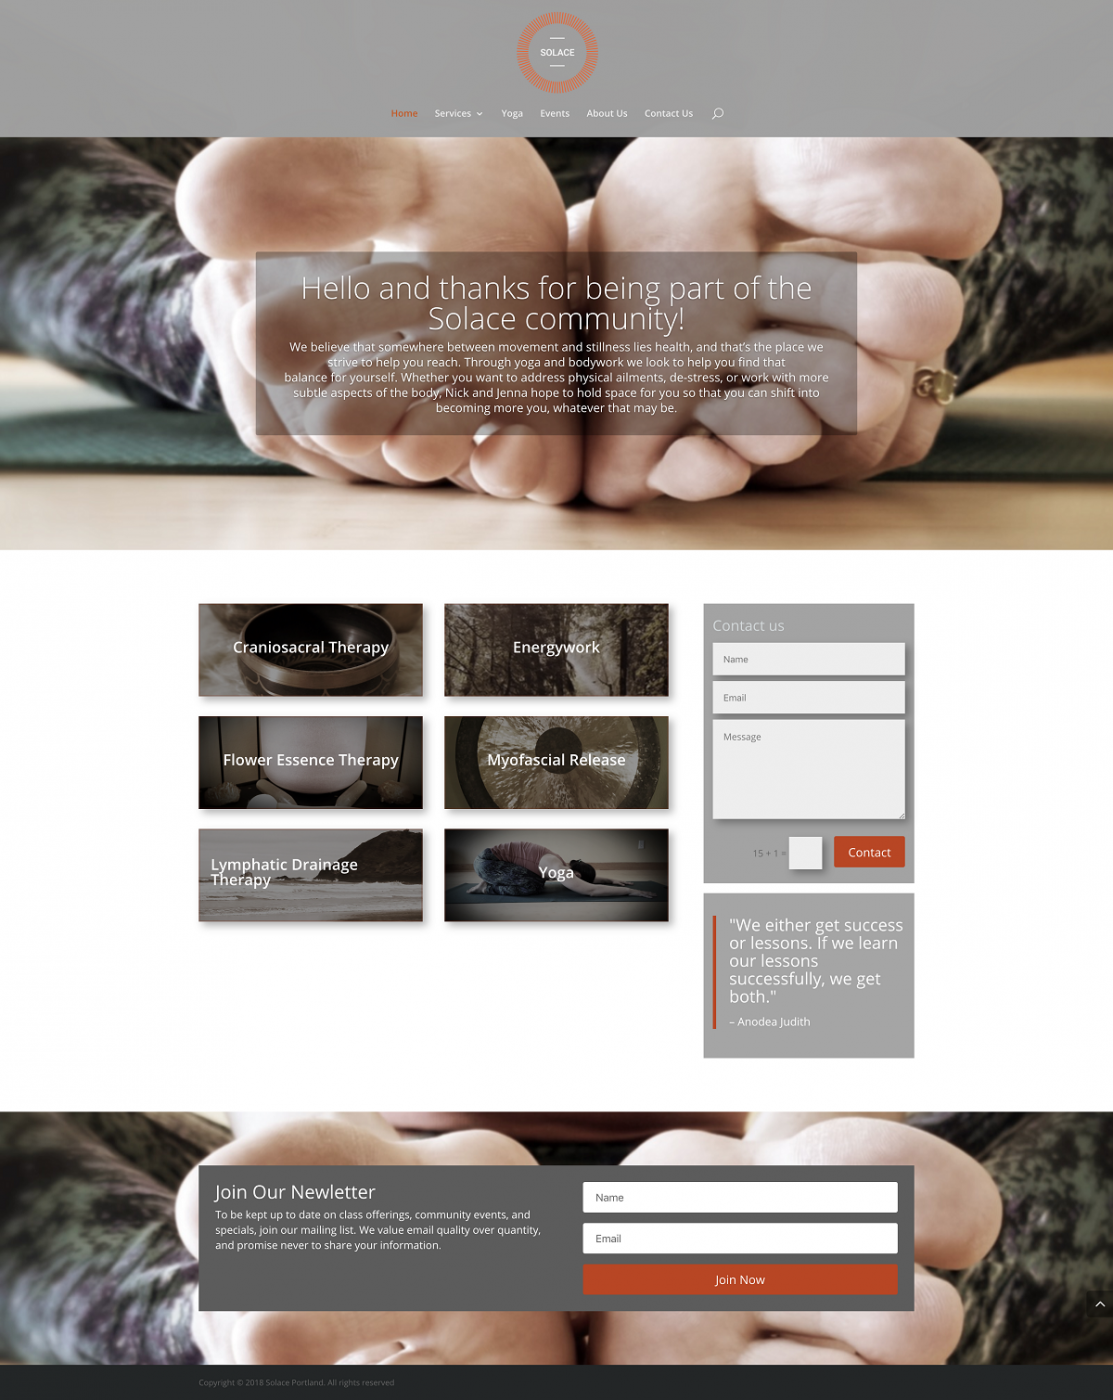 SOLACE
Home Services Yoga Events About Us Contact Us
Hello and thanks for being part of the
Solace community!
We believe that somewhere between movement and stillness lies health, and that's the place we
strive to help you reach. Through yoga and bodywork we look to help you find that
balance for yourself. Whether you want to address physical ailments, de-stress, or work with more
subtle aspects of the body, Nick and Jenna hope to hold space for you so that you can shift into
becoming more you, whatever that may be.
Craniosacral Therapy
Energywork
Flower Essence Therapy
Myofascial Release
Lymphatic Drainage
Therapy
Yoga
Contact us
Name
Email
Message
15 + 1 =
Contact
"We either get success
or lessons. If we learn
our lessons
successfully, we get
both."
– Anodea Judith
Join Our Newletter
To be kept up to date on class offerings, community events, and
specials, join our mailing list. We value email quality over quantity,
and promise never to share your information.
Name
Email
Join Now
Copyright © 2018 Solace Portland. All rights reserved